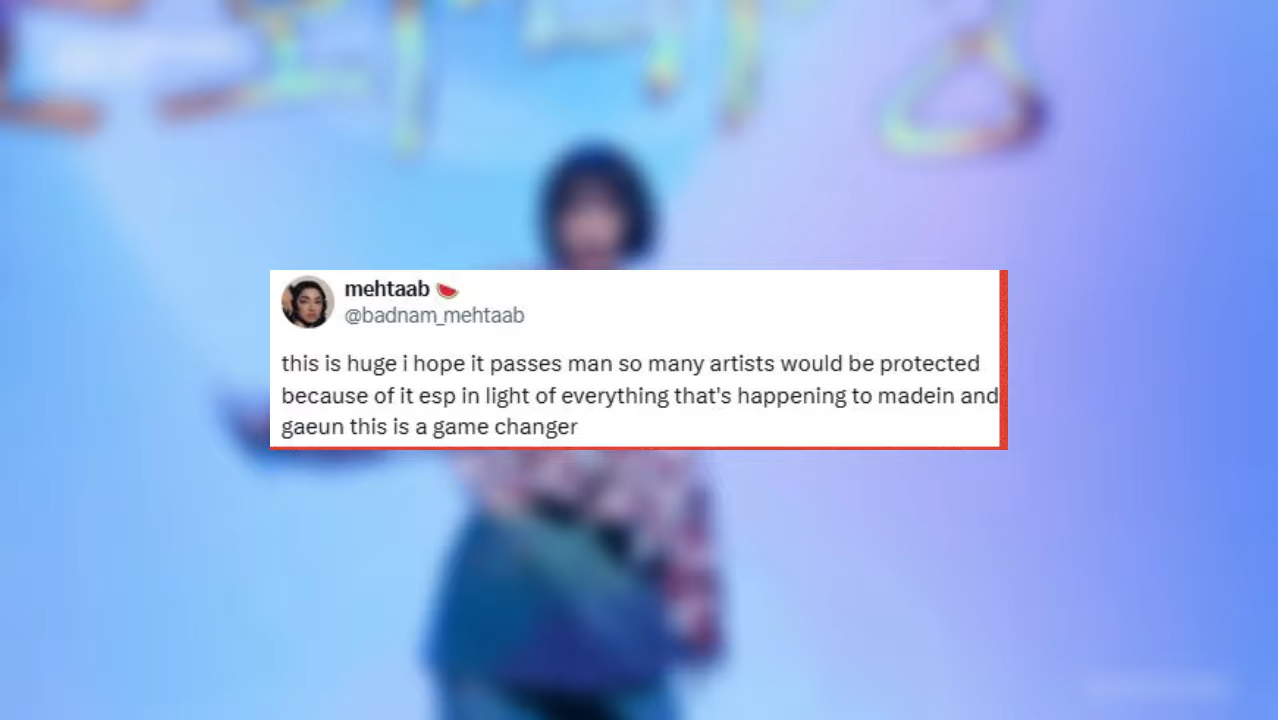 mehtaab 🍉
@badnam_mehtaab
this is huge i hope it passes man so many artists would be protected
because of it esp in light of everything that's happening to madein and
gaeun this is a game changer